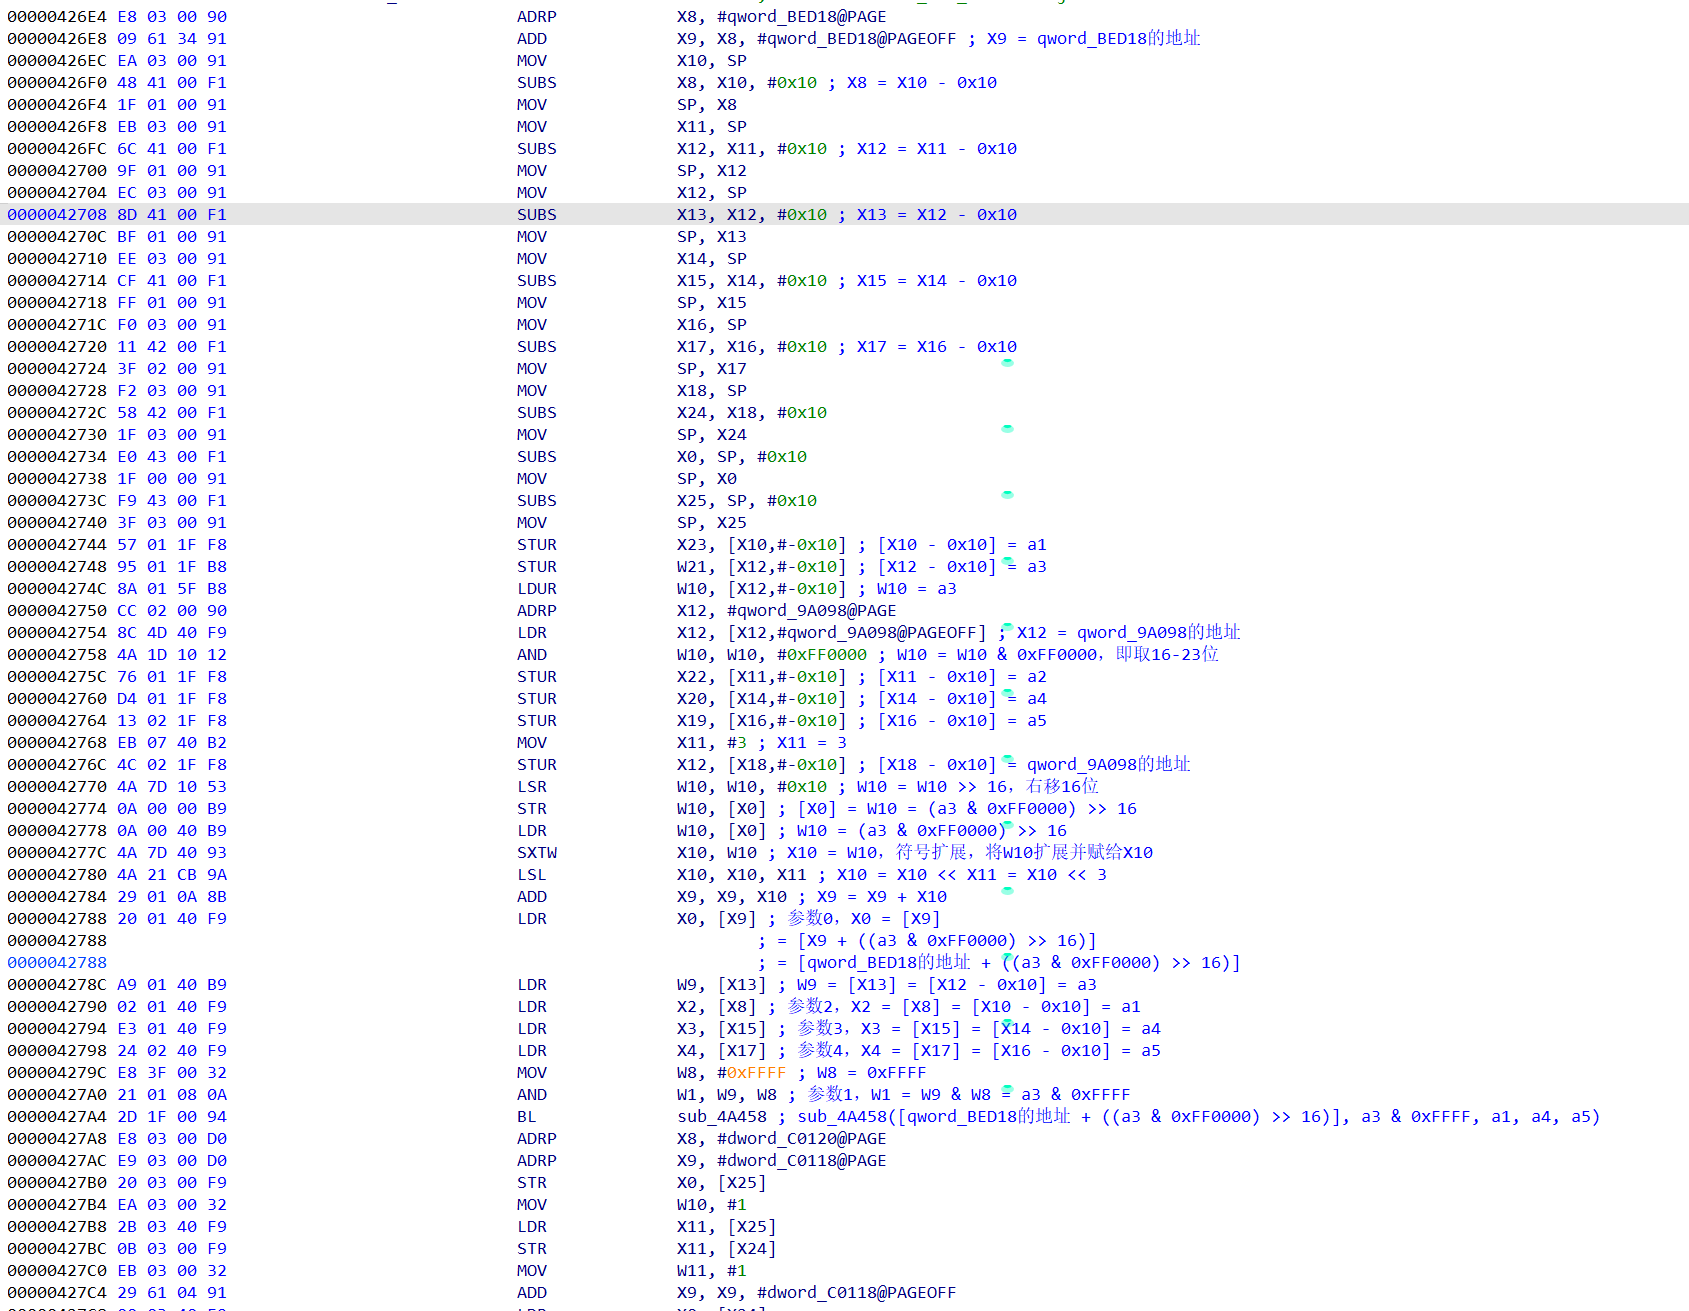 00000426E4 E8 03 00 90 ADRP X8, #qword_BED18@PAGE
00000426E8 09 61 34 91 ADD X9, X8, #qword_BED18@PAGEOFF ; X9 = qword_BED18的地址
00000426EC EA 03 00 91 MOV X10, SP
00000426F0 48 41 00 F1 SUBS X8, X10, #0x10 ; X8 = X10 - 0x10
00000426F4 1F 01 00 91 MOV SP, X8
00000426F8 EB 03 00 91 MOV X11, SP
00000426FC 6C 41 00 F1 SUBS X12, X11, #0x10 ; X12 = X11 - 0x10
0000042700 9F 01 00 91 MOV SP, X12
0000042704 EC 03 00 91 MOV X12, SP
0000042708 8D 41 00 F1 SUBS X13, X12, #0x10 ; X13 = X12 - 0x10
000004270C BF 01 00 91 MOV SP, X13
0000042710 EE 03 00 91 MOV X14, SP
0000042714 CF 41 00 F1 SUBS X15, X14, #0x10 ; X15 = X14 - 0x10
0000042718 FF 01 00 91 MOV SP, X15
000004271C F0 03 00 91 MOV X16, SP
0000042720 11 42 00 F1 SUBS X17, X16, #0x10 ; X17 = X16 - 0x10
0000042724 3F 02 00 91 MOV SP, X17
0000042728 F2 03 00 91 MOV X18, SP
000004272C 58 42 00 F1 SUBS X24, X18, #0x10
0000042730 1F 03 00 91 MOV SP, X24
0000042734 E0 43 00 F1 SUBS X0, SP, #0x10
0000042738 1F 00 00 91 MOV SP, X0
000004273C F9 43 00 F1 SUBS X25, SP, #0x10
0000042740 3F 03 00 91 MOV SP, X25
0000042744 57 01 1F F8 STUR X23, [X10,#-0x10] ; [X10 - 0x10] = a1
0000042748 95 01 1F B8 STUR W21, [X12,#-0x10] ; [X12 - 0x10] = a3
000004274C 8A 01 5F B8 LDUR W10, [X12,#-0x10] ; W10 = a3
0000042750 CC 02 00 90 ADRP X12, #qword_9A098@PAGE
0000042754 8C 4D 40 F9 LDR X12, [X12,#qword_9A098@PAGEOFF] ; X12 = qword_9A098的地址
0000042758 4A 1D 10 12 AND W10, W10, #0xFF0000 ; W10 = W10 & 0xFF0000，即取16-23位
000004275C 76 01 1F F8 STUR X22, [X11,#-0x10] ; [X11 - 0x10] = a2
0000042760 D4 01 1F F8 STUR X20, [X14,#-0x10] ; [X14 - 0x10] = a4
0000042764 13 02 1F F8 STUR X19, [X16,#-0x10] ; [X16 - 0x10] = a5
0000042768 EB 07 40 B2 MOV X11, #3 ; X11 = 3
000004276C 4C 02 1F F8 STUR X12, [X18,#-0x10] ; [X18 - 0x10] = qword_9A098的地址
0000042770 4A 7D 10 53 LSR W10, W10, #0x10 ; W10 = W10 >> 16，右移16位
0000042774 0A 00 00 B9 STR W10, [X0] ; [X0] = W10 = (a3 & 0xFF0000) >> 16
0000042778 0A 00 40 B9 LDR W10, [X0] ; W10 = (a3 & 0xFF0000) >> 16
000004277C 4A 7D 40 93 SXTW X10, W10 ; X10 = W10，符号扩展，将W10扩展并赋给X10
0000042780 4A 21 CB 9A LSL X10, X10, X11 ; X10 = X10 << X11 = X10 << 3
0000042784 29 01 0A 8B ADD X9, X9, X10 ; X9 = X9 + X10
0000042788 20 01 40 F9 LDR X0, [X9] ; 参数0，X0 = [X9]
0000042788 ; = [X9 + ((a3 & 0xFF0000) >> 16)]
0000042788 ; = [qword_BED18的地址 + ((a3 & 0xFF0000) >> 16)]
000004278C A9 01 40 B9 LDR W9, [X13] ; W9 = [X13] = [X12 - 0x10] = a3
0000042790 02 01 40 F9 LDR X2, [X8] ; 参数2，X2 = [X8] = [X10 - 0x10] = a1
0000042794 E3 01 40 F9 LDR X3, [X15] ; 参数3，X3 = [X15] = [X14 - 0x10] = a4
0000042798 24 02 40 F9 LDR X4, [X17] ; 参数4，X4 = [X17] = [X16 - 0x10] = a5
000004279C E8 3F 00 32 MOV W8, #0xFFFF ; W8 = 0xFFFF
00000427A0 21 01 08 0A AND W1, W9, W8 ; 参数1，W1 = W9 & W8 = a3 & 0xFFFF
00000427A4 2D 1F 00 94 BL sub_4A458 ; sub_4A458([qword_BED18的地址 + ((a3 & 0xFF0000) >> 16)], a3 & 0xFFFF, a1, a4, a5)
00000427A8 E8 03 00 D0 ADRP X8, #dword_C0120@PAGE
00000427AC E9 03 00 D0 ADRP X9, #dword_C0118@PAGE
00000427B0 20 03 00 F9 STR X0, [X25]
00000427B4 EA 03 00 32 MOV W10, #1
00000427B8 2B 03 40 F9 LDR X11, [X25]
00000427BC 0B 03 00 F9 STR X11, [X24]
00000427C0 EB 03 00 32 MOV W11, #1
00000427C4 29 61 04 91 ADD X9, X9, #dword_C0118@PAGEOFF